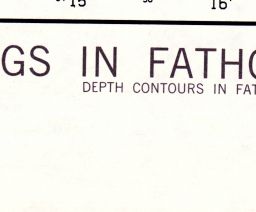 15 16'
GS IN FATHO
DEPTH CONTOURS IN FAT